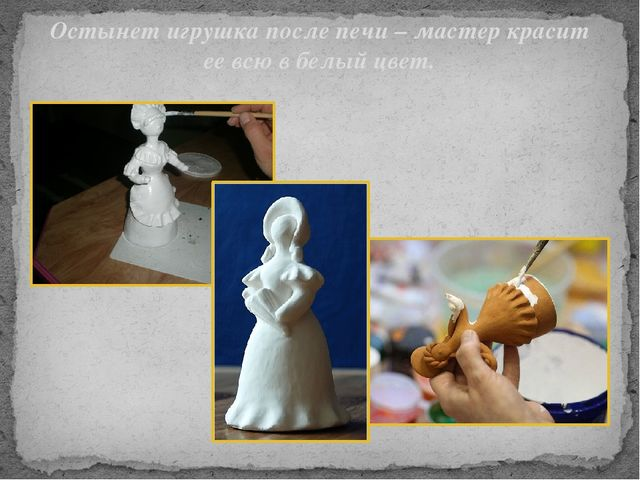 Остынет игрушка после печи – мастер красит
ее всю в белый цвет.